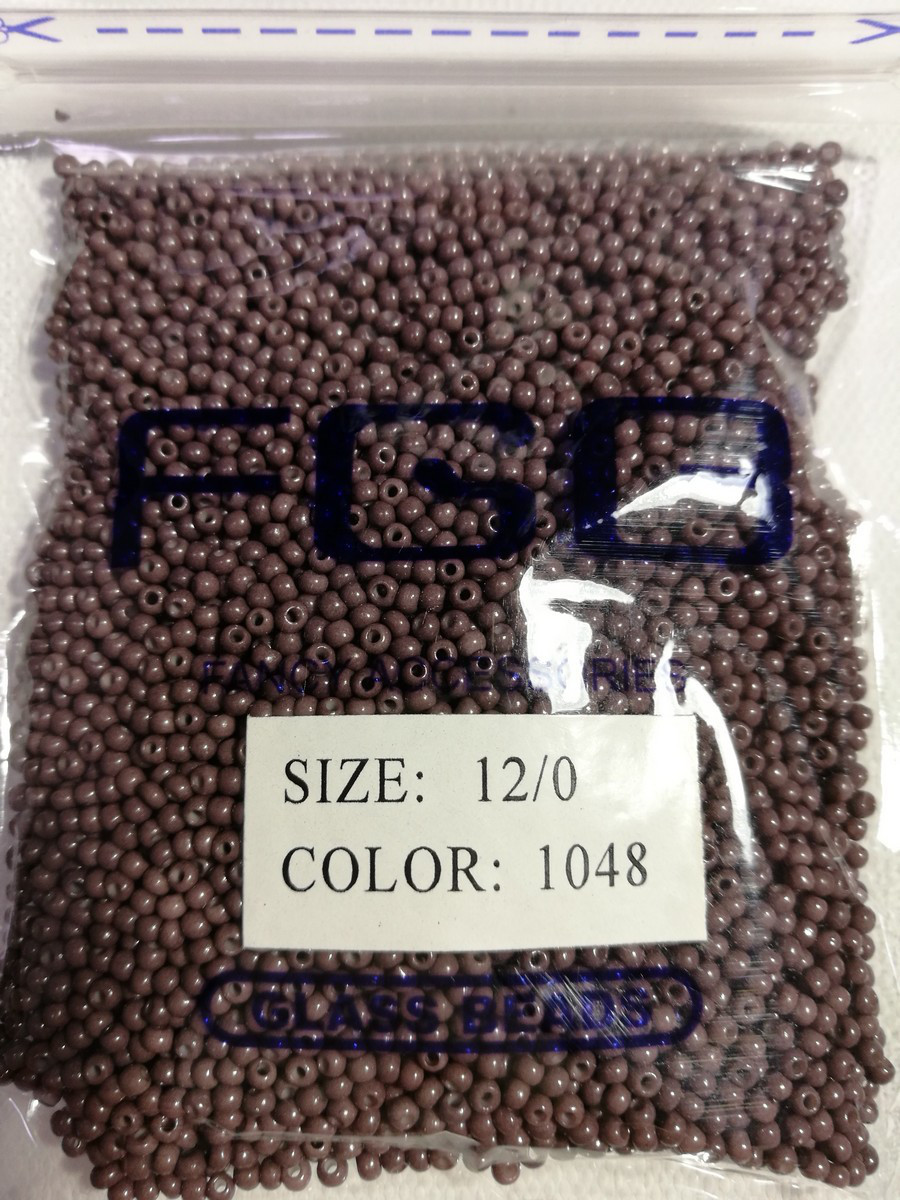 FGB
FANCY ACCESSORIES
SIZE: 12/0
COLOR: 1048
GLASS BEADS